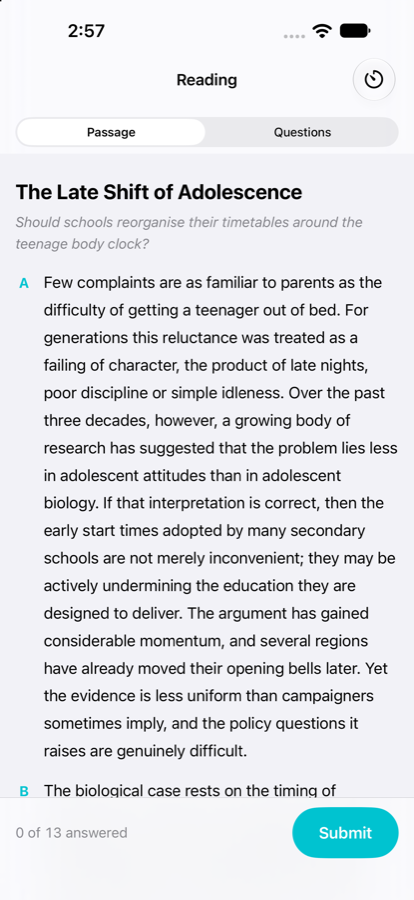 2:57
Reading
Passage
Questions
The Late Shift of Adolescence
Should schools reorganise their timetables around the
teenage body clock?
A Few complaints are as familiar to parents as the
difficulty of getting a teenager out of bed. For
generations this reluctance was treated as a
failing of character, the product of late nights,
poor discipline or simple idleness. Over the past
three decades, however, a growing body of
research has suggested that the problem lies less
in adolescent attitudes than in adolescent
biology. If that interpretation is correct, then the
early start times adopted by many secondary
schools are not merely inconvenient; they may be
actively undermining the education they are
designed to deliver. The argument has gained
considerable momentum, and several regions
have already moved their opening bells later. Yet
the evidence is less uniform than campaigners
sometimes imply, and the policy questions it
raises are genuinely difficult.
B The biological case rests on the timing of
0 of 13 answered
Submit